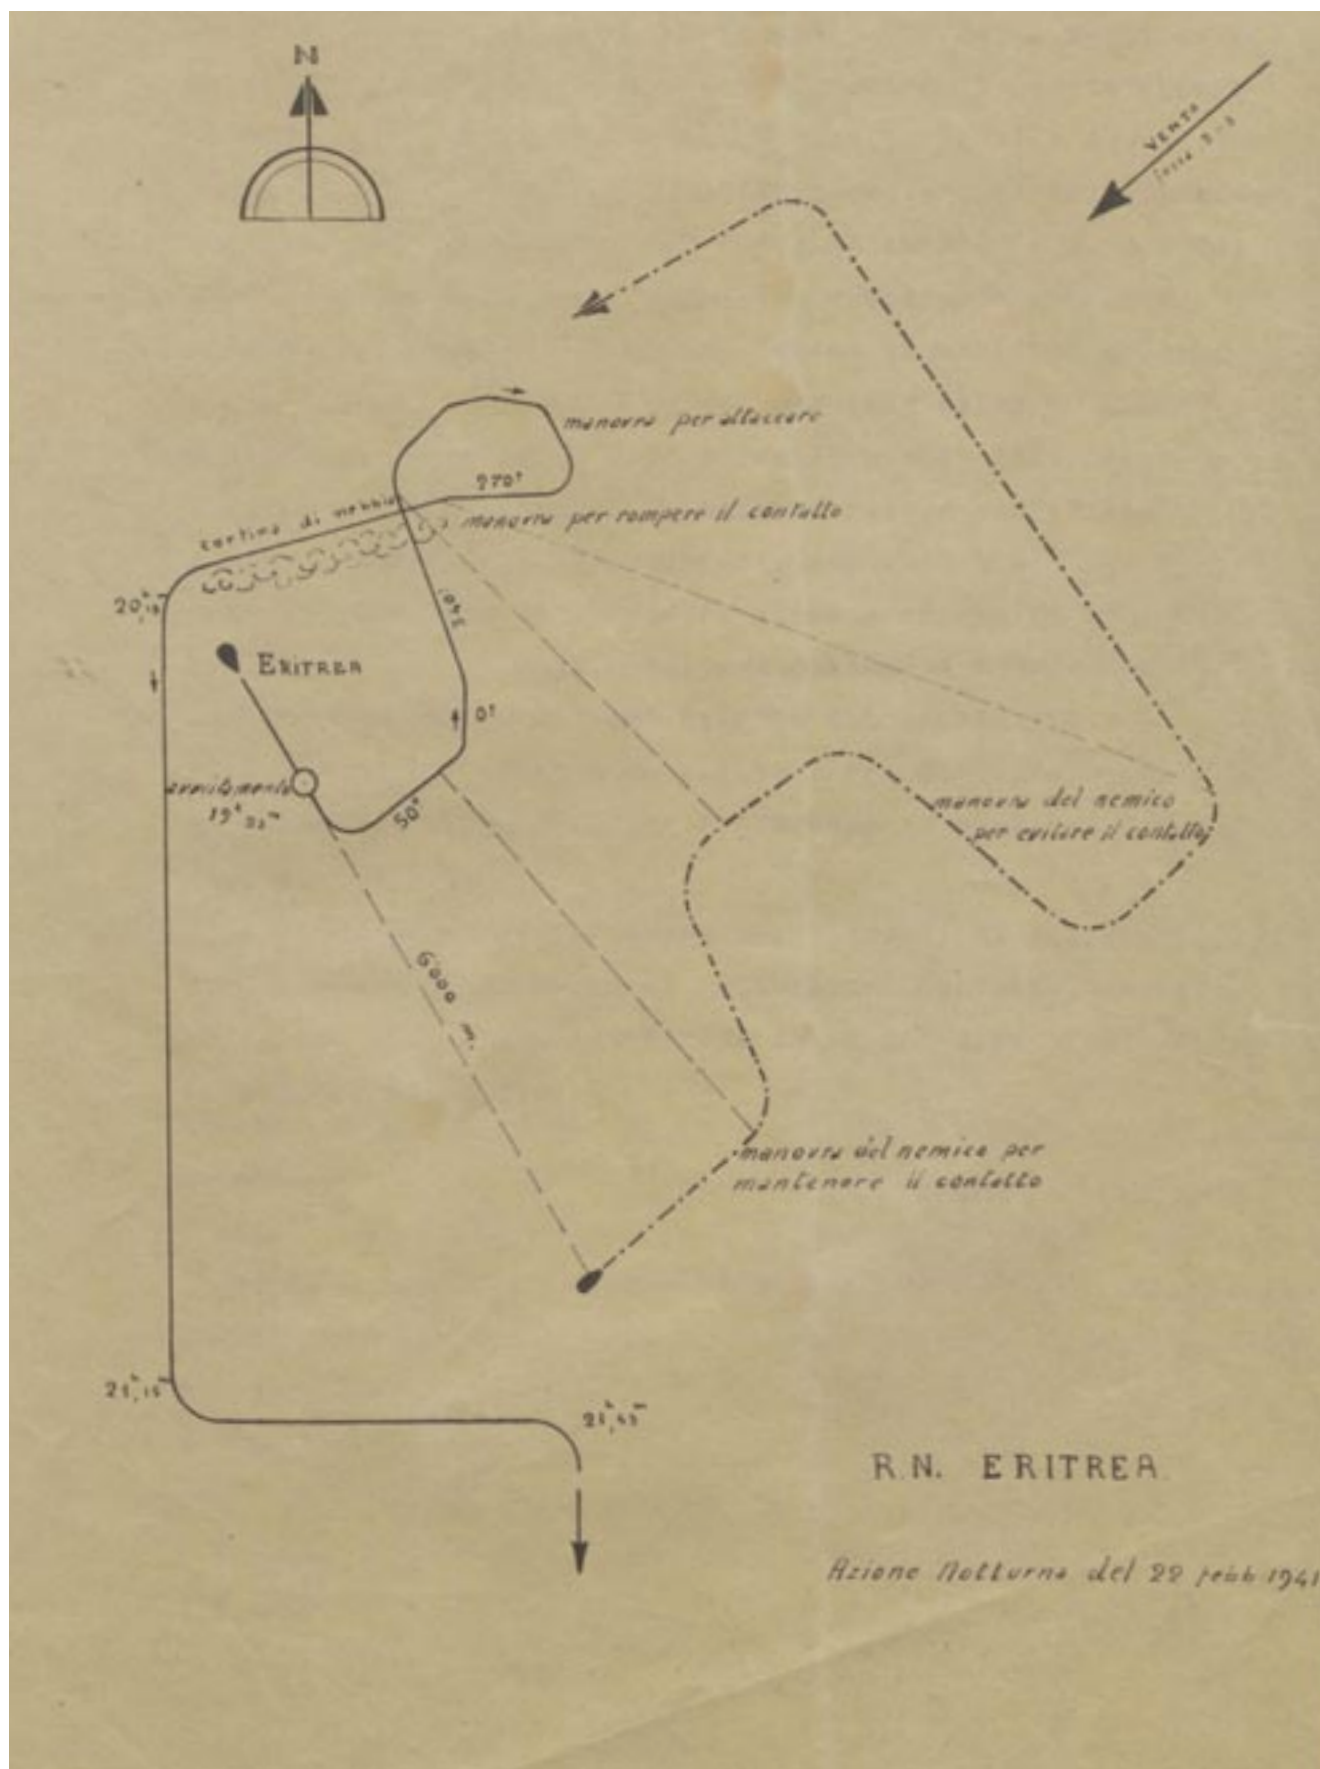 N
VENTO
forza 3-4
manovra per attaccare
270°
cortina di nebbia
manovra per rompere il contatto
340°
20h,
ERITREA
0°
avvistamento
19h
50°
manovra del nemico
per evitare il contatto
6000 m.
manovra del nemico per
mantenere il contatto
21h,15m
21h,45m
R.N. ERITREA
Azione Notturna del 22 febb 1941